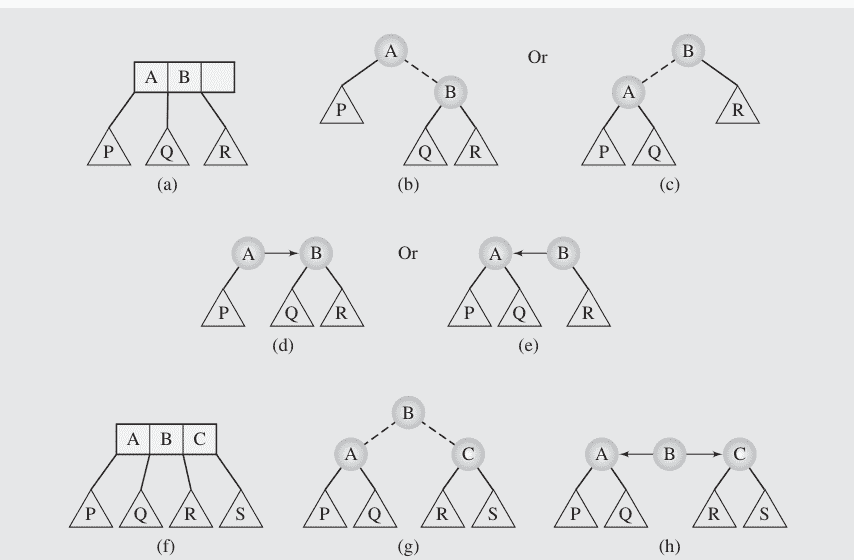 A B
P Q R
(a)
A
B
P
Q R
(b)
Or
B
A
R
P Q
(c)
A B
P Q R
(d)
Or
A B
P Q R
(e)
A B C
P Q R S
(f)
B
A C
P Q R S
(g)
A B C
P Q R S
(h)